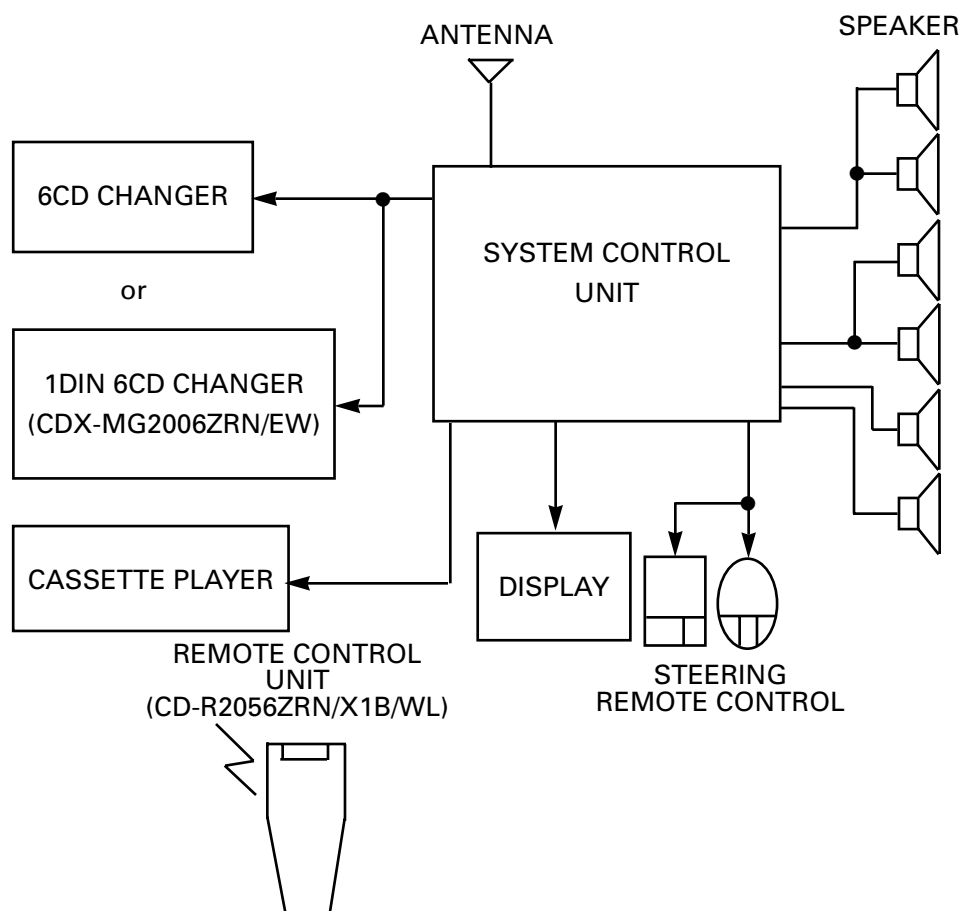 SPEAKER
ANTENNA
6CD CHANGER
SYSTEM CONTROL
UNIT
or
1DIN 6CD CHANGER
(CDX-MG2006ZRN/EW)
CASSETTE PLAYER
DISPLAY
REMOTE CONTROL
UNIT
(CD-R2056ZRN/X1B/WL)
STEERING
REMOTE CONTROL